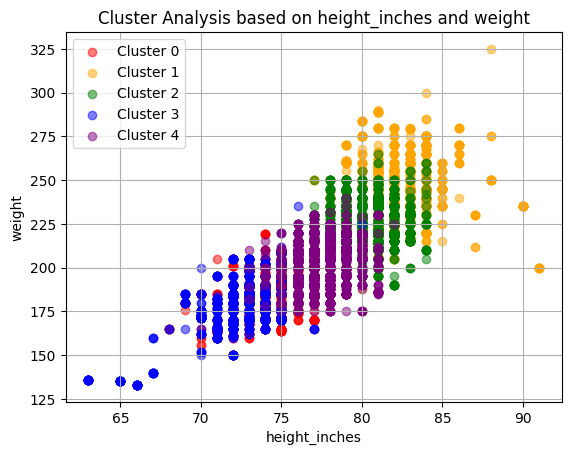 Cluster Analysis based on height_inches and weight
Cluster 0
Cluster 1
Cluster 2
Cluster 3
Cluster 4
weight
325
300
275
250
225
200
175
150
125
65 70 75 80 85 90
height_inches